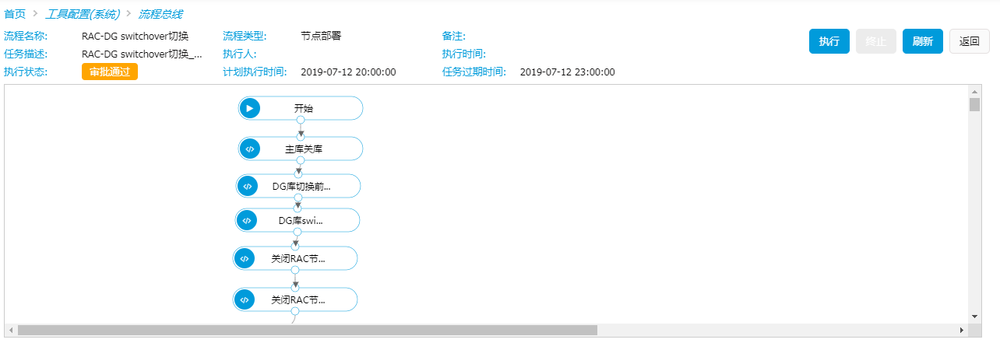 首页 > 工具配置(系统) > 流程总线
流程名称: RAC-DG switchover切换 流程类型: 节点部署 备注:
执行 终止 刷新 返回
任务描述: RAC-DG switchover切换_... 执行人: 执行时间:
执行状态: 审批通过 计划执行时间: 2019-07-12 20:00:00 任务过期时间: 2019-07-12 23:00:00
开始
主库关库
DG库切换前...
DG库swi...
关闭RAC节...
关闭RAC节...